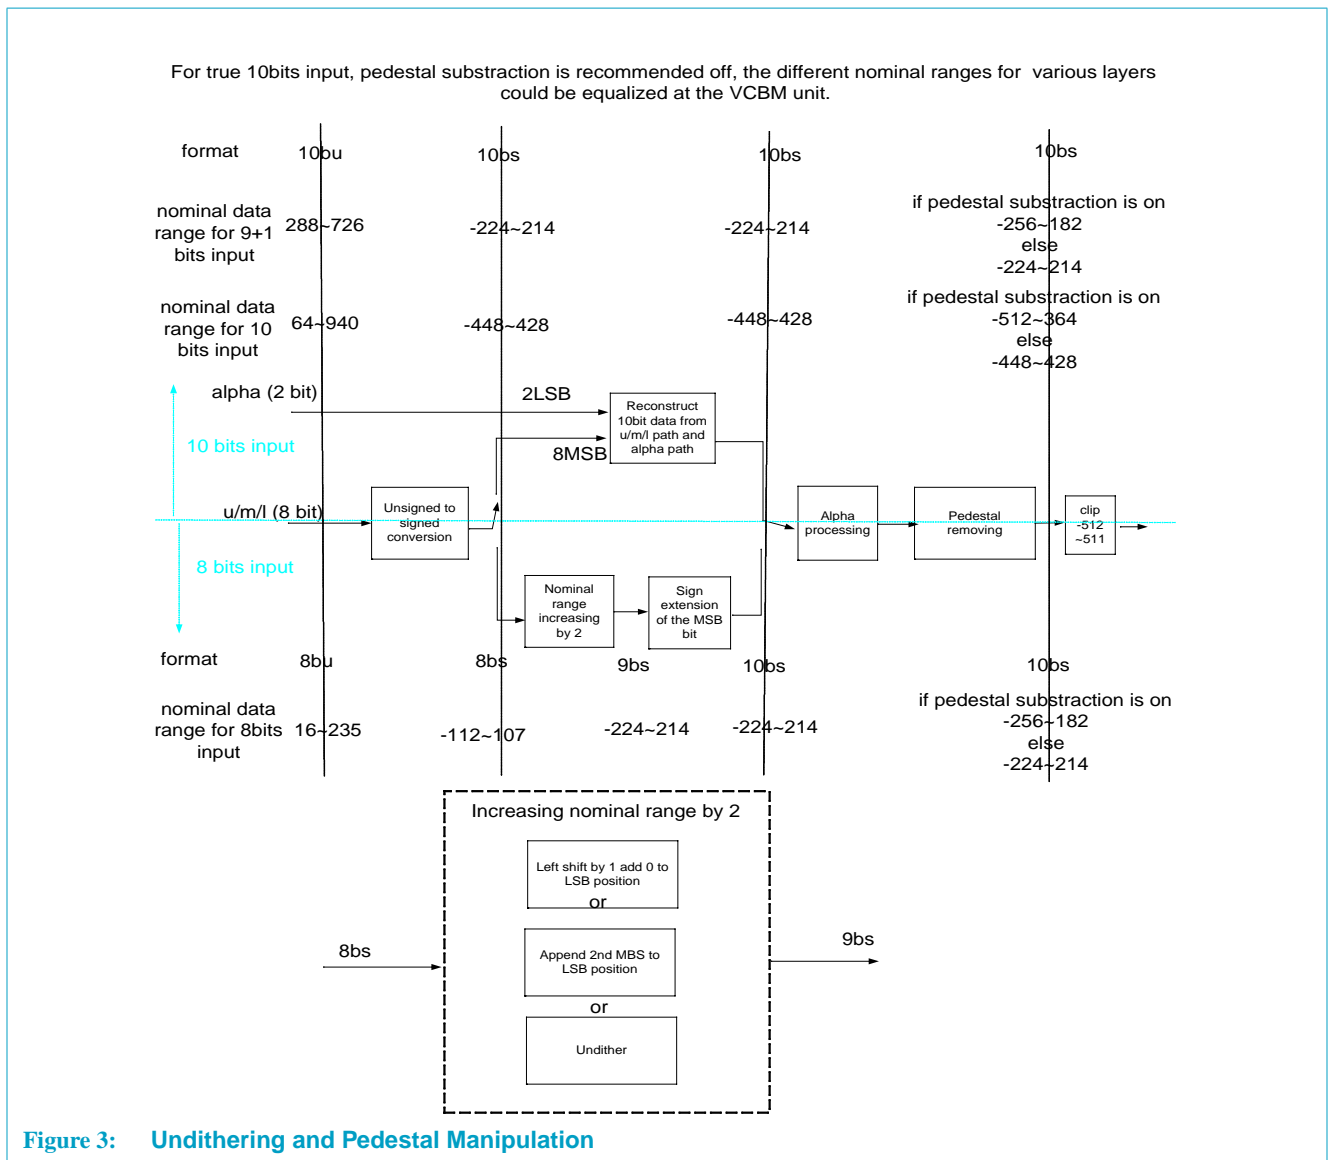 For true 10bits input, pedestal substraction is recommended off, the different nominal ranges for various layers
could be equalized at the VCBM unit.
format 10bu 10bs 10bs 10bs
nominal data
range for 9+1
bits input
288~726 -224~214 -224~214
if pedestal substraction is on
-256~182
else
-224~214
nominal data
range for 10
bits input
64~940 -448~428 -448~428
if pedestal substraction is on
-512~364
else
-448~428
alpha (2 bit) 2LSB
10 bits input
8MSB
Reconstruct
10bit data from
u/m/l path and
alpha path
u/m/l (8 bit)
Unsigned to
signed
conversion
Alpha
processing
Pedestal
removing
clip
-512
~511
8 bits input
Nominal
range
increasing
by 2
Sign
extension
of the MSB
bit
format 8bu 8bs 9bs 10bs 10bs
nominal data
range for 8bits
input
16~235 -112~107 -224~214 -224~214
if pedestal substraction is on
-256~182
else
-224~214
Increasing nominal range by 2
Left shift by 1 add 0 to
LSB position
or
8bs
Append 2nd MBS to
LSB position
9bs
or
Undither
Figure 3: Undithering and Pedestal Manipulation